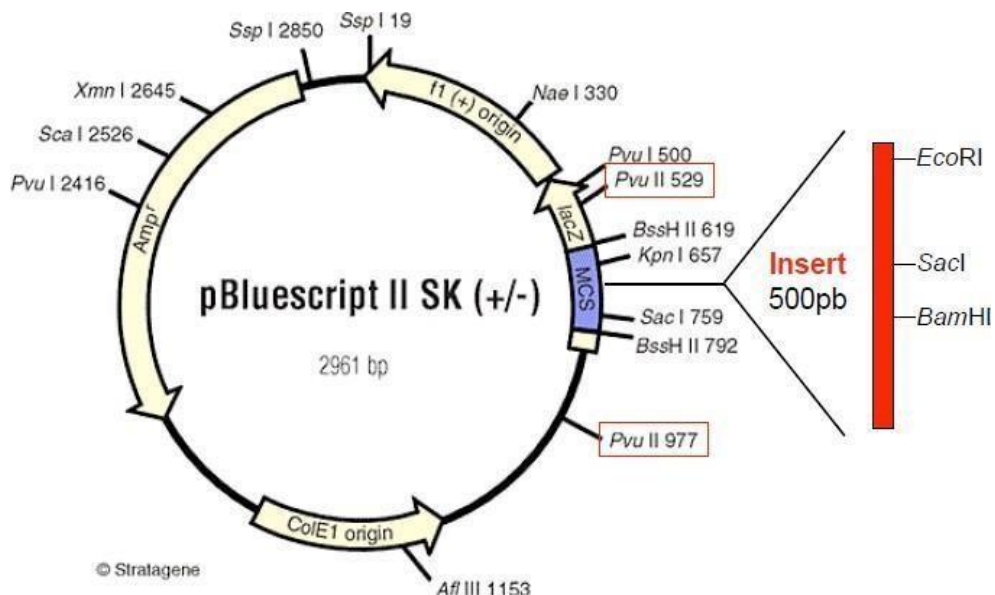 Ssp I 19
Ssp I 2850
Xmn I 2645
Nae I 330
f1 (+) origin
Sca I 2526
Pvu I 500
EcoRI
Pvu I 2416
Pvu II 529
Amp r
lacZ
BssH II 619
Kpn I 657
Insert
SacI
pBluescript II SK (+/-)
MCS
500pb
Sac I 759
BamHI
BssH II 792
2961 bp
Pvu II 977
ColE1 origin
© Stratagene
Afl III 1153